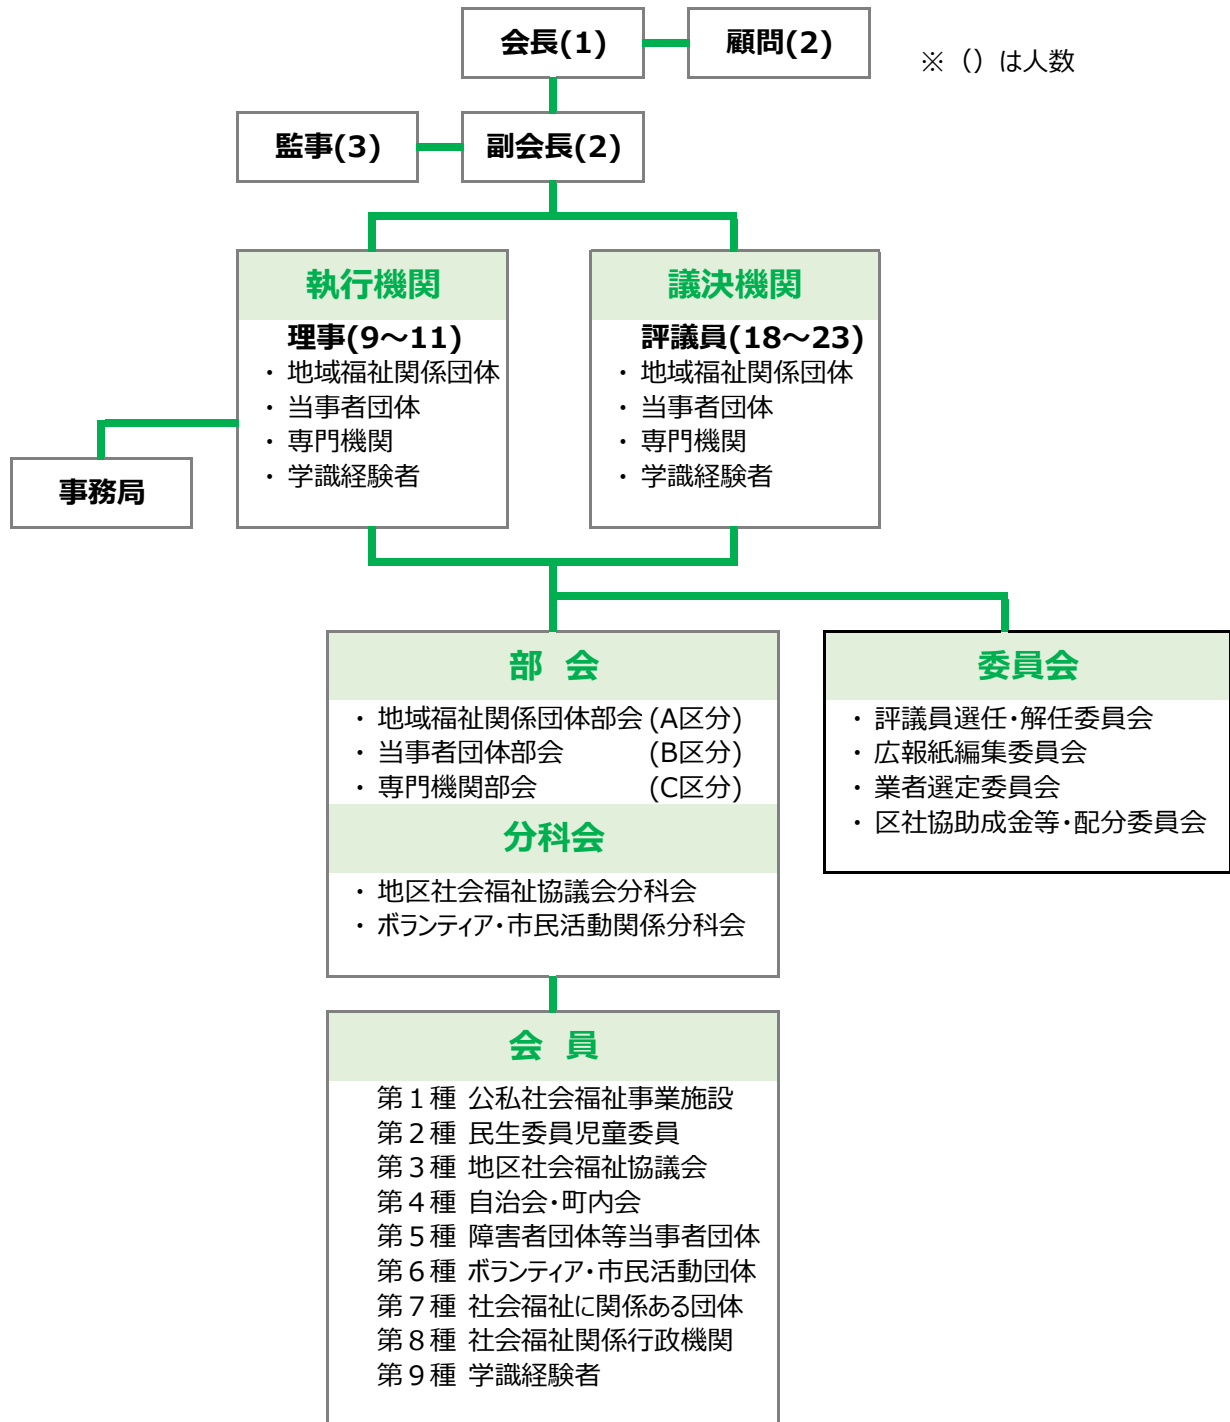 会長(1)
顧問(2)
※（）は人数
監事(3)
副会長(2)
執行機関
理事(9～11)
・ 地域福祉関係団体
・ 当事者団体
・ 専門機関
・ 学識経験者
議決機関
評議員(18～23)
・ 地域福祉関係団体
・ 当事者団体
・ 専門機関
・ 学識経験者
事務局
部 会
・ 地域福祉関係団体部会 (A区分)
・ 当事者団体部会 (B区分)
・ 専門機関部会 (C区分)
分科会
・ 地区社会福祉協議会分科会
・ ボランティア・市民活動関係分科会
委員会
・ 評議員選任・解任委員会
・ 広報紙編集委員会
・ 業者選定委員会
・ 区社協助成金等・配分委員会
会 員
第１種 公私社会福祉事業施設
第２種 民生委員児童委員
第３種 地区社会福祉協議会
第４種 自治会・町内会
第５種 障害者団体等当事者団体
第６種 ボランティア・市民活動団体
第７種 社会福祉に関係ある団体
第８種 社会福祉関係行政機関
第９種 学識経験者